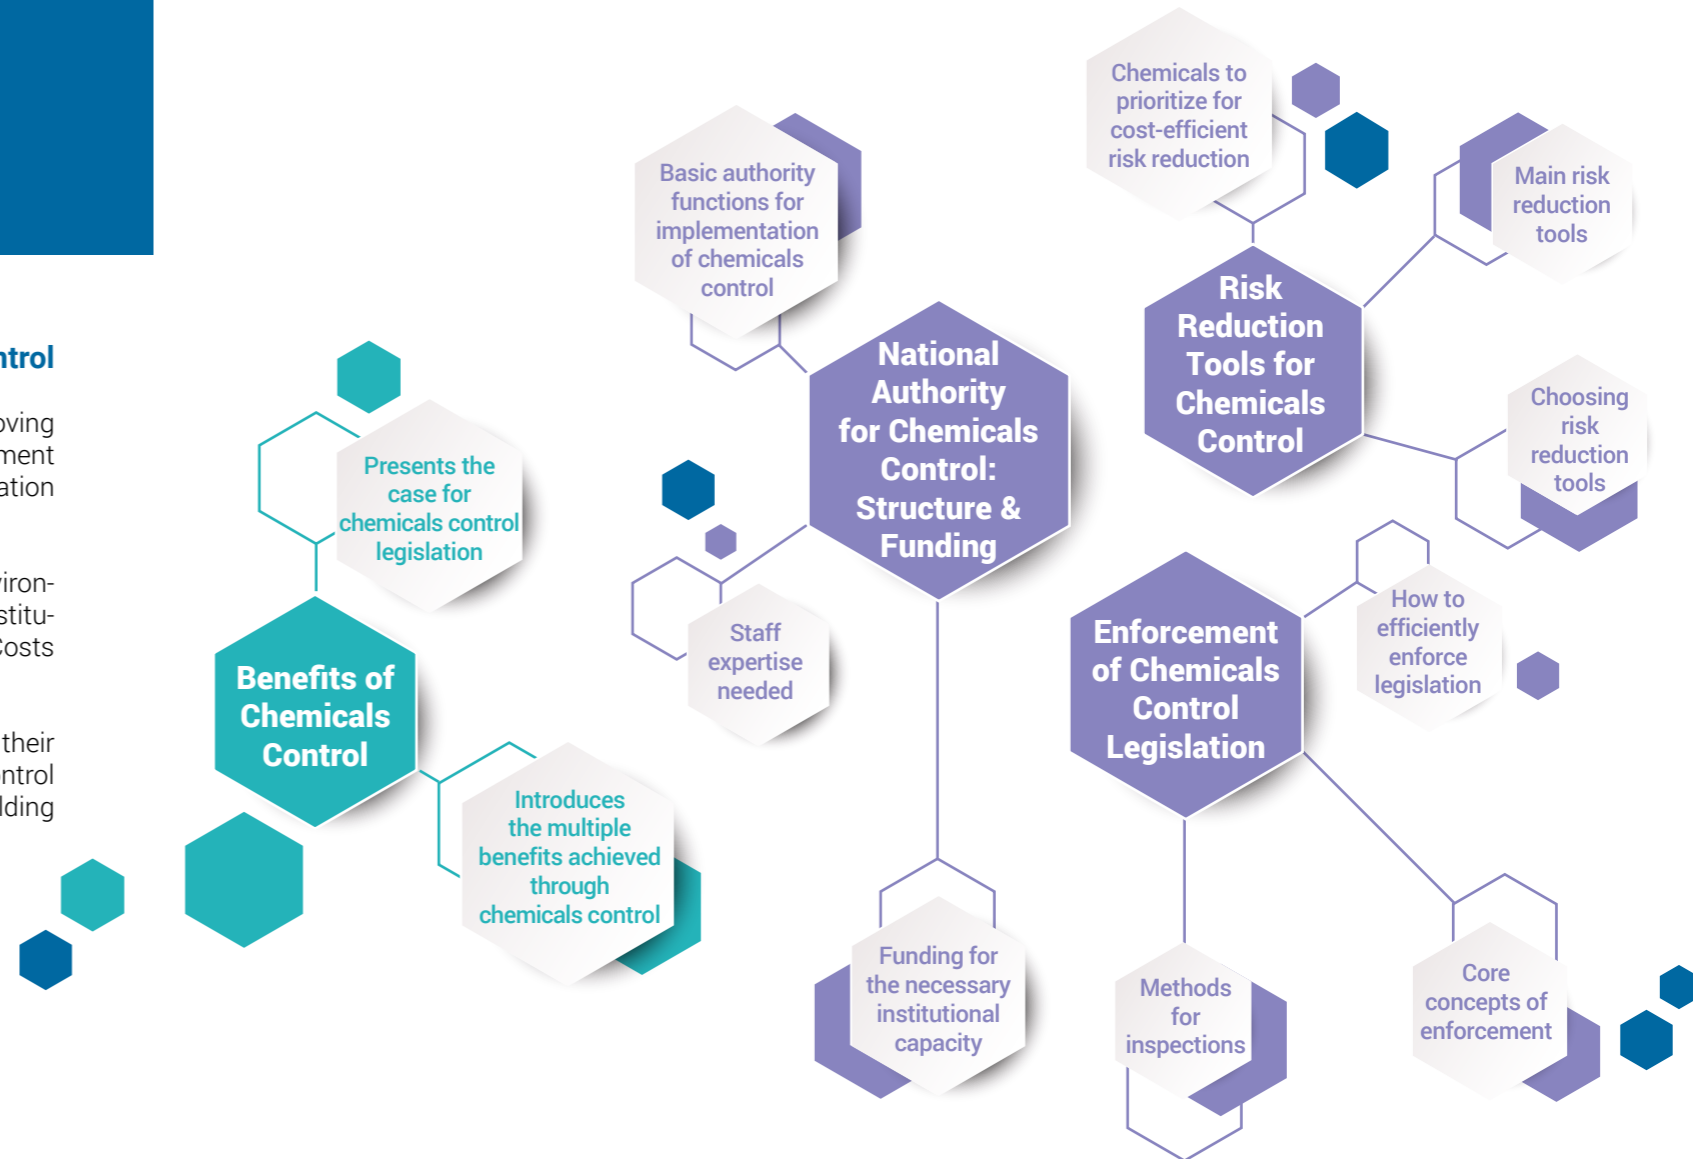 ntrol
oving
ment
ation
viron-
stitu-
Costs
their
ontrol
lding
Presents the
case for
chemicals control
legislation
Benefits of
Chemicals
Control
Introduces
the multiple
benefits achieved
through
chemicals control
Basic authority
functions for
implementation
of chemicals
control
National
Authority
for Chemicals
Control:
Structure &
Funding
Staff
expertise
needed
Funding for
the necessary
institutional
capacity
Chemicals to
prioritize for
cost-efficient
risk reduction
Main risk
reduction
tools
Risk
Reduction
Tools for
Chemicals
Control
Choosing
risk
reduction
tools
Enforcement
of Chemicals
Control
Legislation
How to
efficiently
enforce
legislation
Methods
for
inspections
Core
concepts of
enforcement